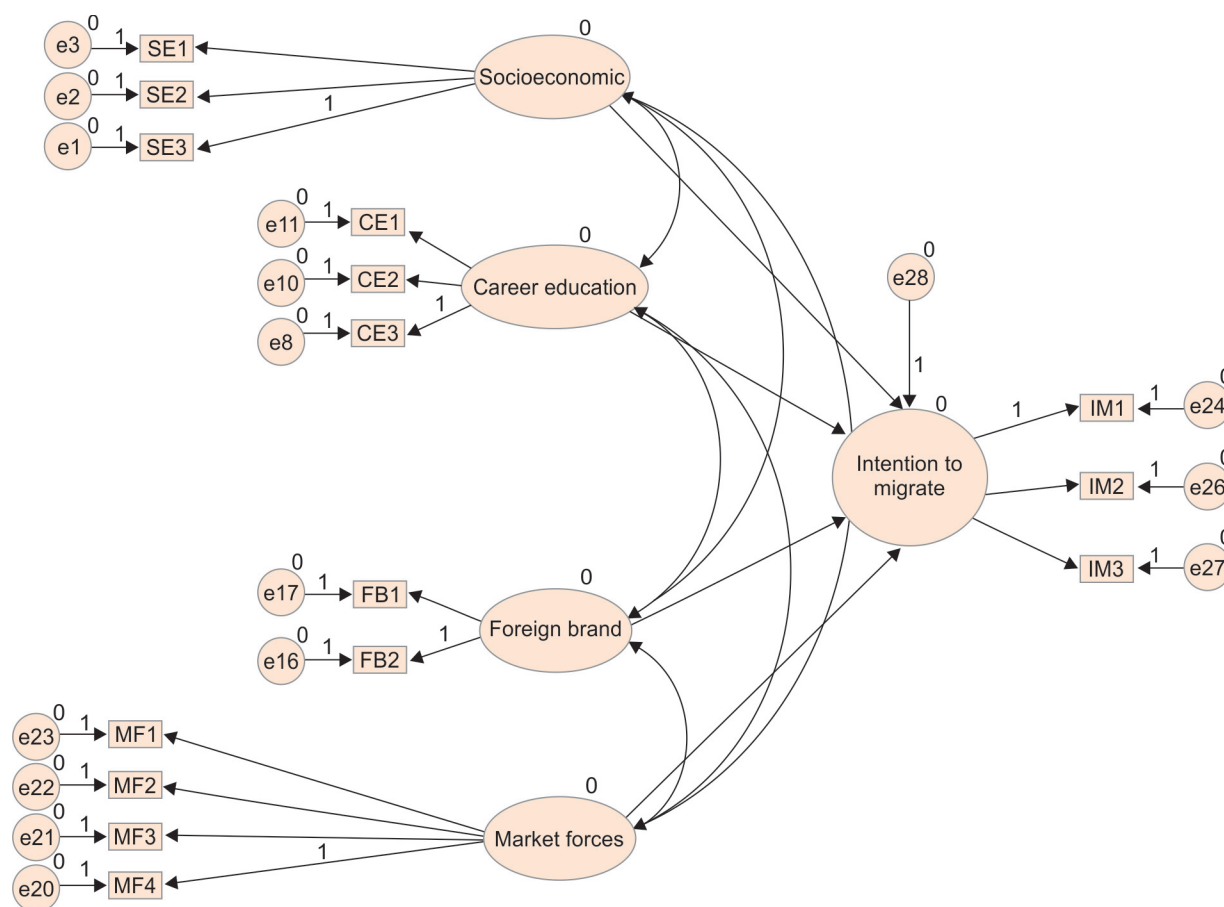 0
e3 1 SE1
0
e2 1 SE2
0
e1 1 SE3
1
0
Socioeconomic
0
e11 1 CE1
0
e10 1 CE2
0
e8 1 CE3
1
0
Career education
0
e28
1
0
Intention to
migrate
1
IM1 1 e24 0
IM2 1 e26 0
IM3 1 e27 0
0
e17 1 FB1
0
e16 1 FB2
1
0
Foreign brand
0
e23 1 MF1
0
e22 1 MF2
0
e21 1 MF3
0
e20 1 MF4
1
0
Market forces